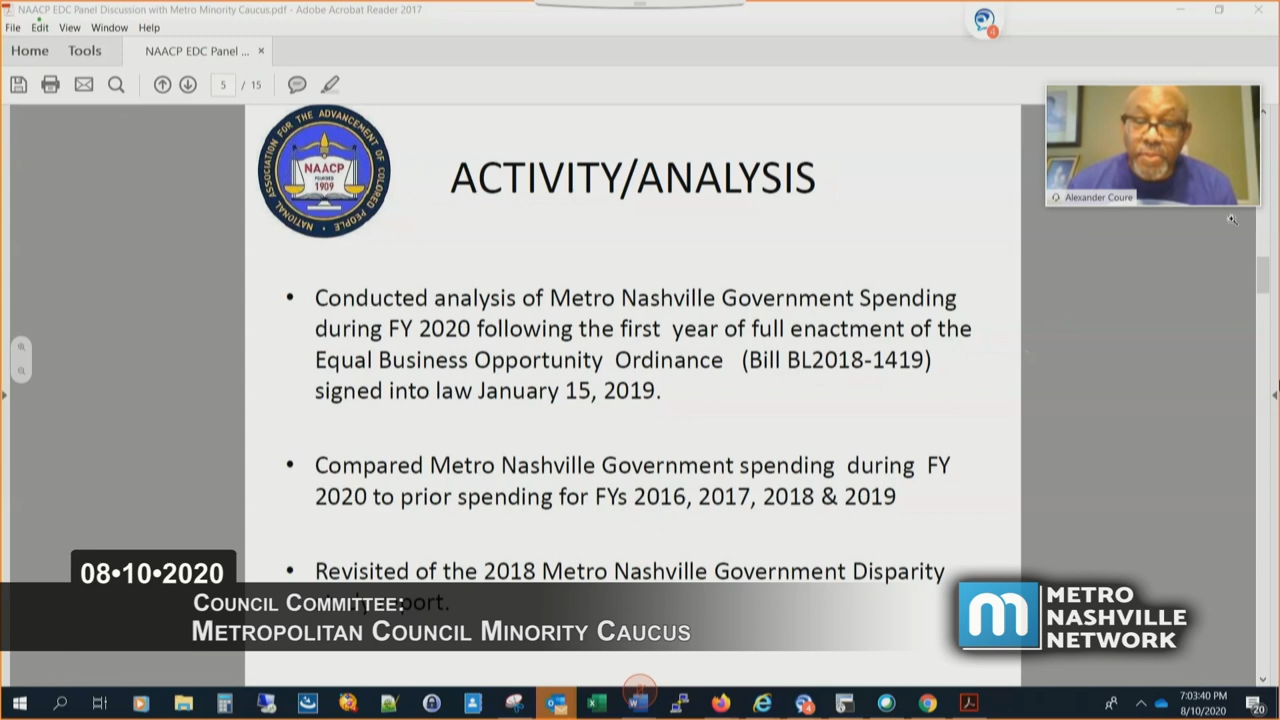 NAACP EDC Panel Discussion with Metro Minority Caucus.pdf - Adobe Acrobat Reader 2017
File Edit View Window Help
Home Tools NAACP EDC Panel ... ×
5 / 15
4
NATIONAL ASSOCIATION FOR THE ADVANCEMENT OF COLORED PEOPLE
NAACP
FOUNDED
1909
ACTIVITY/ANALYSIS
Alexander Coure
• Conducted analysis of Metro Nashville Government Spending
during FY 2020 following the first year of full enactment of the
Equal Business Opportunity Ordinance (Bill BL2018-1419)
signed into law January 15, 2019.
• Compared Metro Nashville Government spending during FY
2020 to prior spending for FYs 2016, 2017, 2018 & 2019
• Revisited of the 2018 Metro Nashville Government Disparity
port.
08•10•2020
Council Committee:
Metropolitan Council Minority Caucus
m METRO
NASHVILLE
NETWORK
7:03:40 PM
8/10/2020
20